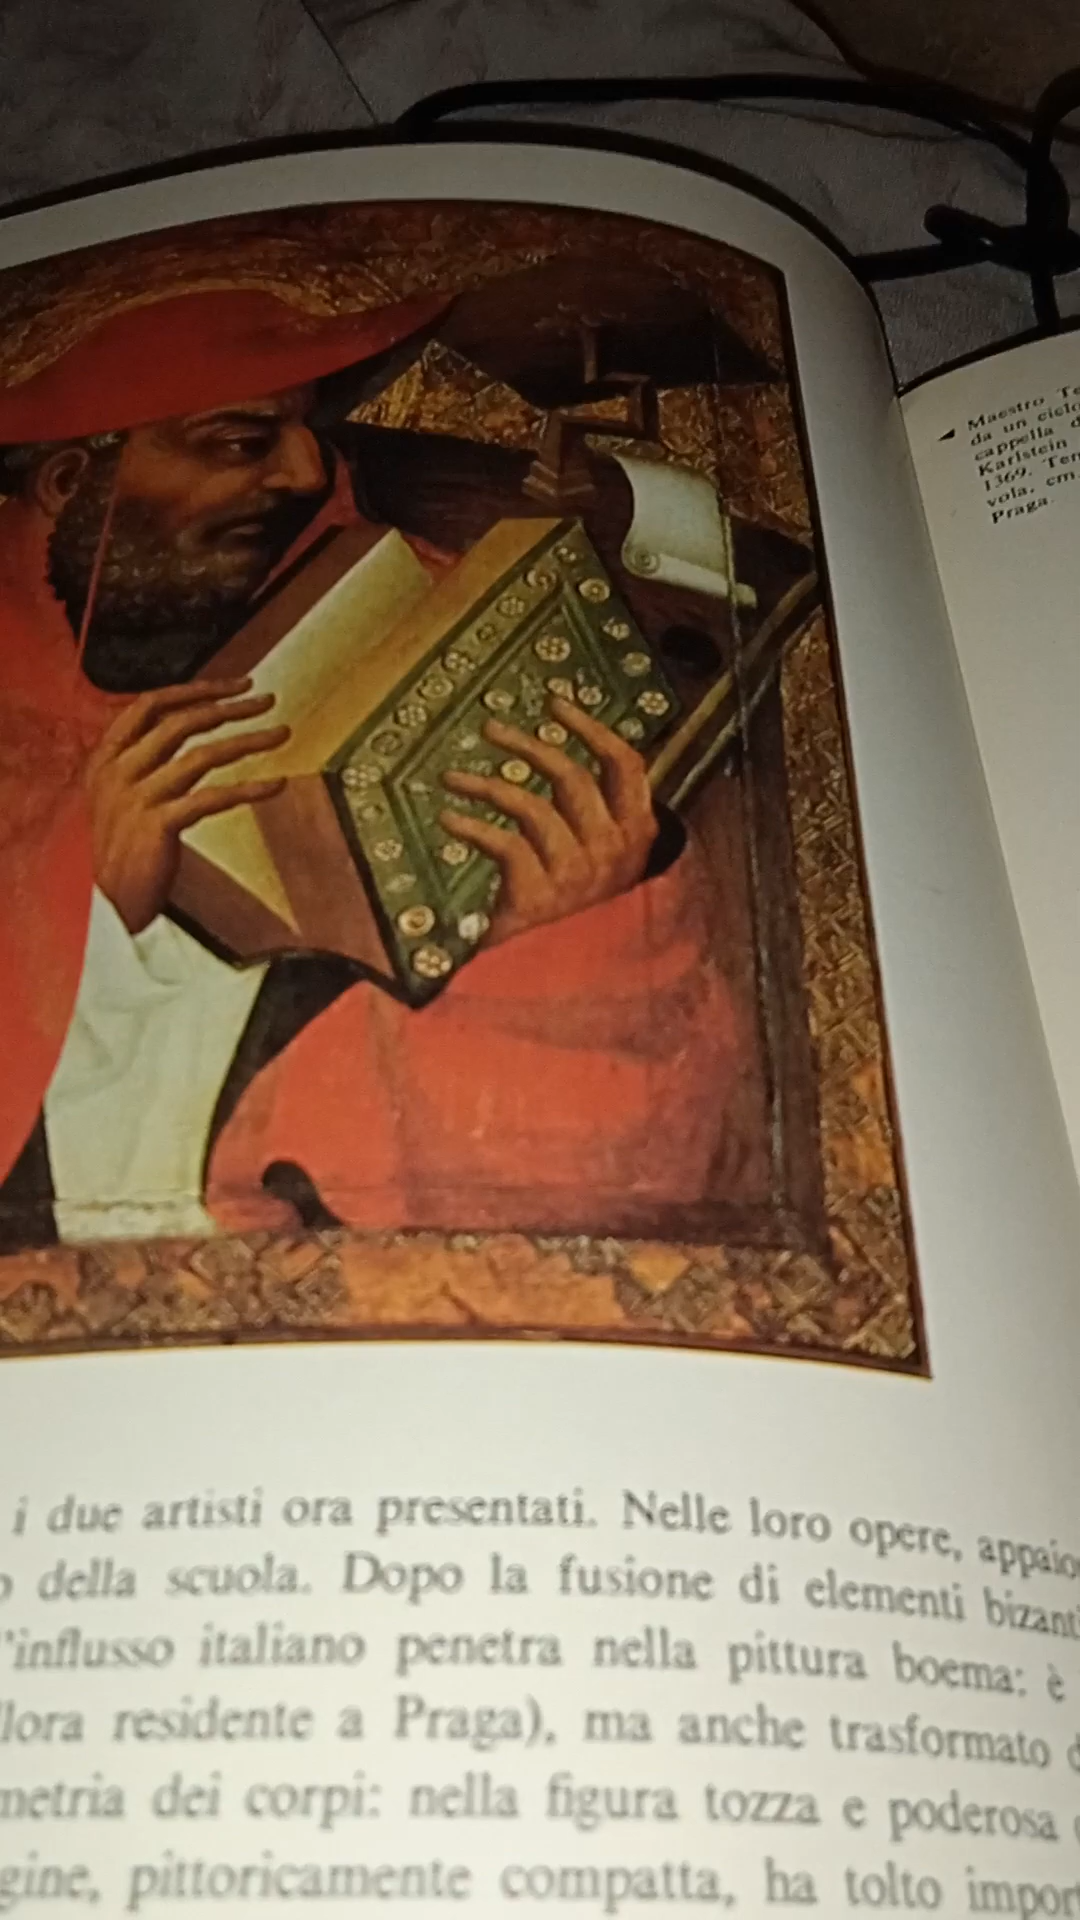 Maestro
da un ciclo
cappella
Karlstein
1369.
vola, cm.
Praga.
i due artisti ora presentati. Nelle loro opere,
della scuola. Dopo la fusione di elementi
'influsso italiano penetra nella pittura boema: è
residente a Praga), ma anche trasformato
dei corpi: nella figura tozza e poderosa
pittoricamente compatta, ha tolto